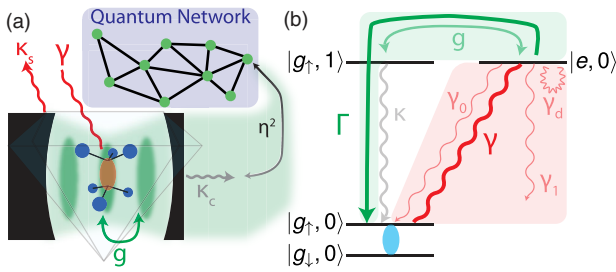 (a)
Quantum Network
κs
γ
η²
κc
g
(b)
g
|g↑, 1⟩
|e, 0⟩
κ
γ0
γd
Γ
γ
γ1
|g↑, 0⟩
|g↓, 0⟩